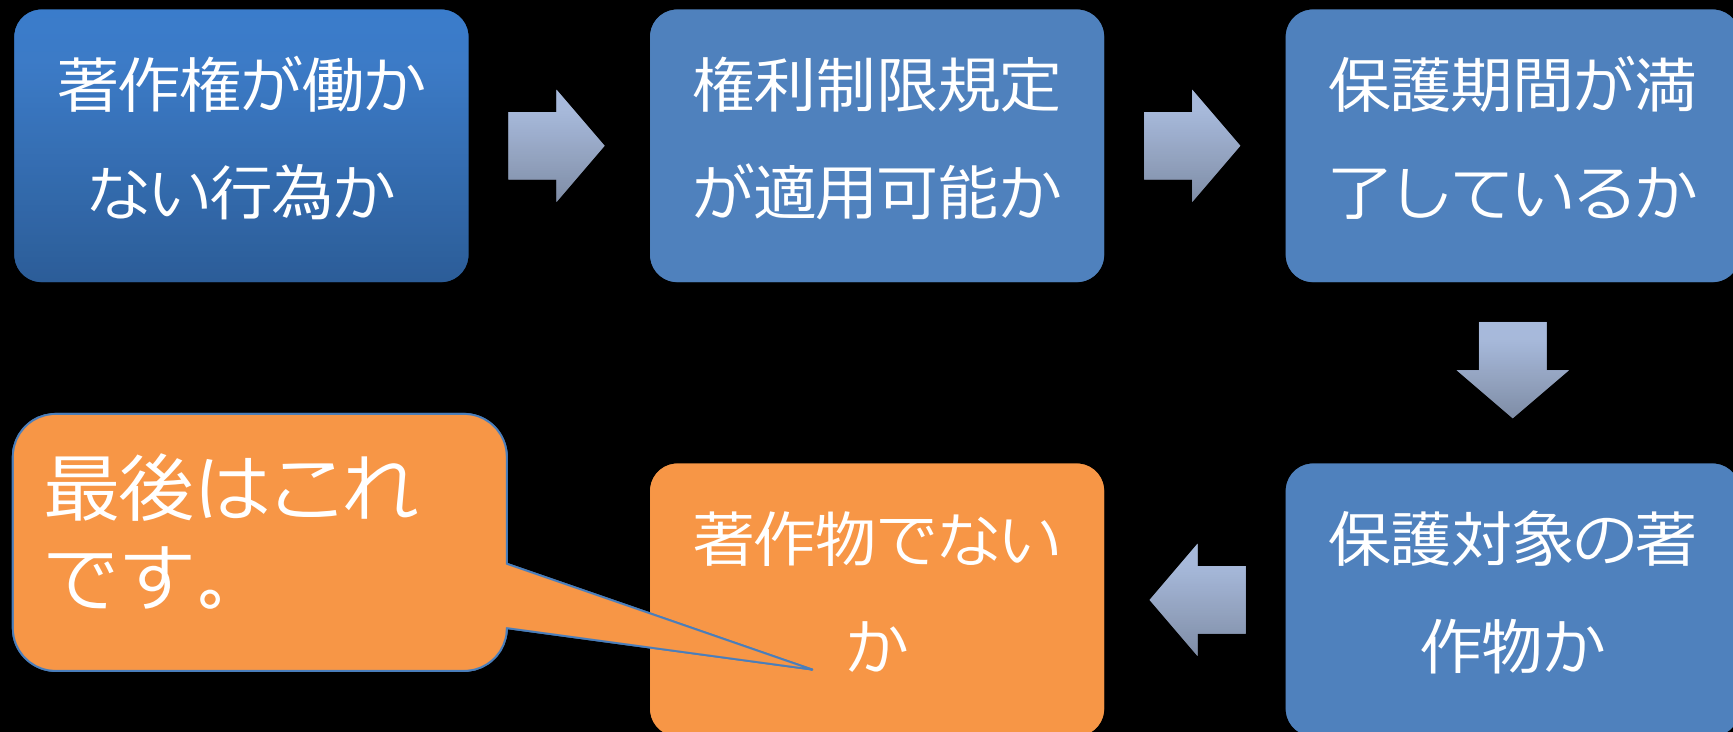 著作権が働か
ない行為か
権利制限規定
が適用可能か
保護期間が満
了しているか
保護対象の著
作物か
著作物でない
か
最後はこれ
です。